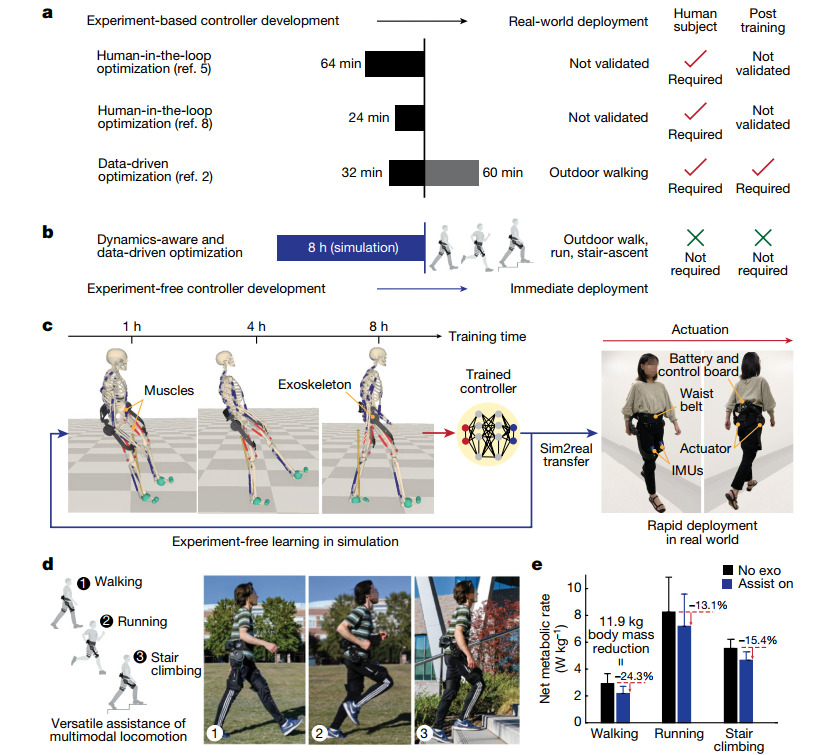 a
Experiment-based controller development
Real-world deployment
Human
subject
Post
training
Human-in-the-loop
optimization (ref. 5)
64 min
Not validated
Required
Not
validated
Human-in-the-loop
optimization (ref. 8)
24 min
Not validated
Required
Not
validated
Data-driven
optimization (ref. 2)
32 min
60 min
Outdoor walking
Required
Required
b
Dynamics-aware and
data-driven optimization
8 h (simulation)
Outdoor walk,
run, stair-ascent
Not
required
Not
required
Experiment-free controller development
Immediate deployment
c
1 h
4 h
8 h
Training time
Muscles
Exoskeleton
Trained
controller
Sim2real
transfer
Experiment-free learning in simulation
Actuation
Battery and
control board
Waist
belt
Actuator
IMUs
Rapid deployment
in real world
d
1 Walking
2 Running
3 Stair
climbing
Versatile assistance of
multimodal locomotion
1
2
3
e
No exo
Assist on
Net metabolic rate
(W kg−1)
10
8
6
4
2
0
11.9 kg
body mass
reduction
=
−24.3%
−13.1%
−15.4%
Walking
Running
Stair
climbing